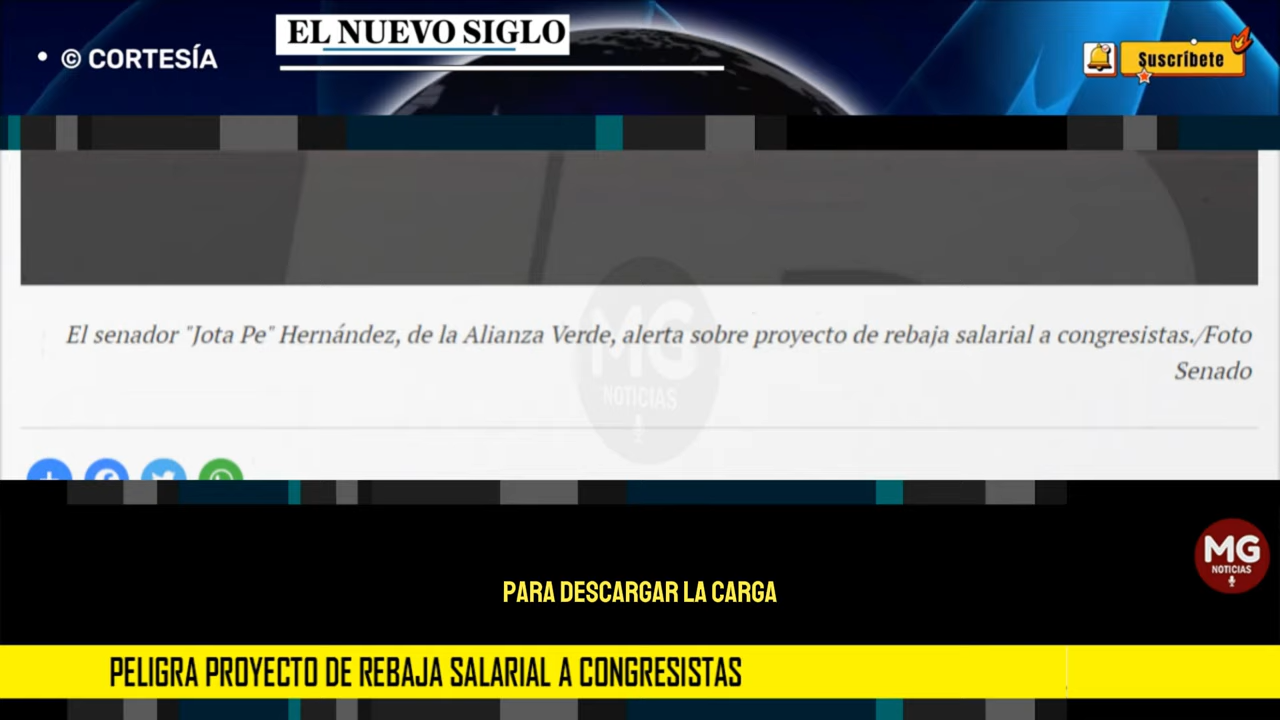 © CORTESÍA
EL NUEVO SIGLO
Suscríbete
El senador "Jota Pe" Hernández, de la Alianza Verde, alerta sobre proyecto de rebaja salarial a congresistas./Foto
Senado
MG
NOTICIAS
MG
NOTICIAS
PARA DESCARGAR LA CARGA
PELIGRA PROYECTO DE REBAJA SALARIAL A CONGRESISTAS